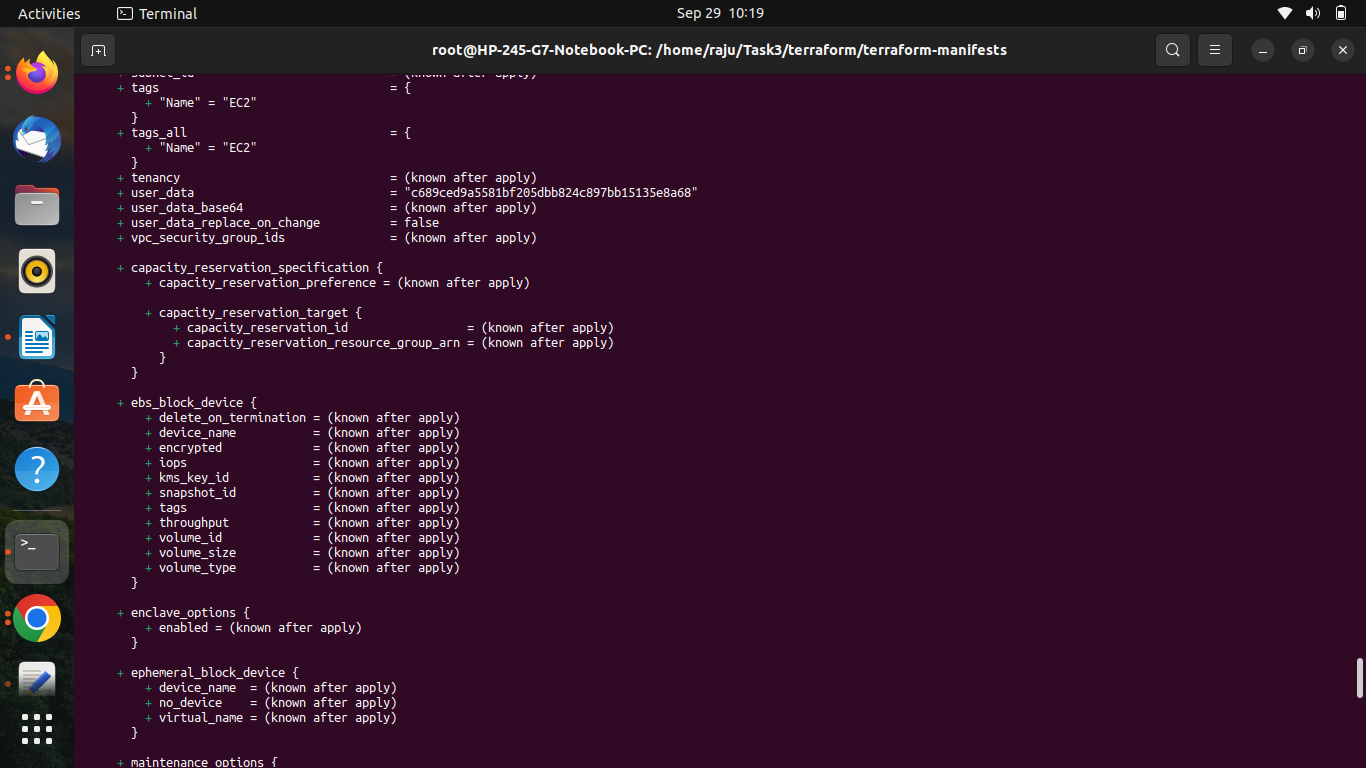 Activities
Terminal
Sep 29 10:19
root@HP-245-G7-Notebook-PC: /home/raju/Task3/terraform/terraform-manifests
+ subnet_id = (known after apply)
+ tags = {
+ "Name" = "EC2"
}
+ tags_all = {
+ "Name" = "EC2"
}
+ tenancy = (known after apply)
+ user_data = "c689ced9a5581bf205dbb824c897bb15135e8a68"
+ user_data_base64 = (known after apply)
+ user_data_replace_on_change = false
+ vpc_security_group_ids = (known after apply)
+ capacity_reservation_specification {
+ capacity_reservation_preference = (known after apply)
+ capacity_reservation_target {
+ capacity_reservation_id = (known after apply)
+ capacity_reservation_resource_group_arn = (known after apply)
}
}
+ ebs_block_device {
+ delete_on_termination = (known after apply)
+ device_name = (known after apply)
+ encrypted = (known after apply)
+ iops = (known after apply)
+ kms_key_id = (known after apply)
+ snapshot_id = (known after apply)
+ tags = (known after apply)
+ throughput = (known after apply)
+ volume_id = (known after apply)
+ volume_size = (known after apply)
+ volume_type = (known after apply)
}
+ enclave_options {
+ enabled = (known after apply)
}
+ ephemeral_block_device {
+ device_name = (known after apply)
+ no_device = (known after apply)
+ virtual_name = (known after apply)
}
+ maintenance_options {